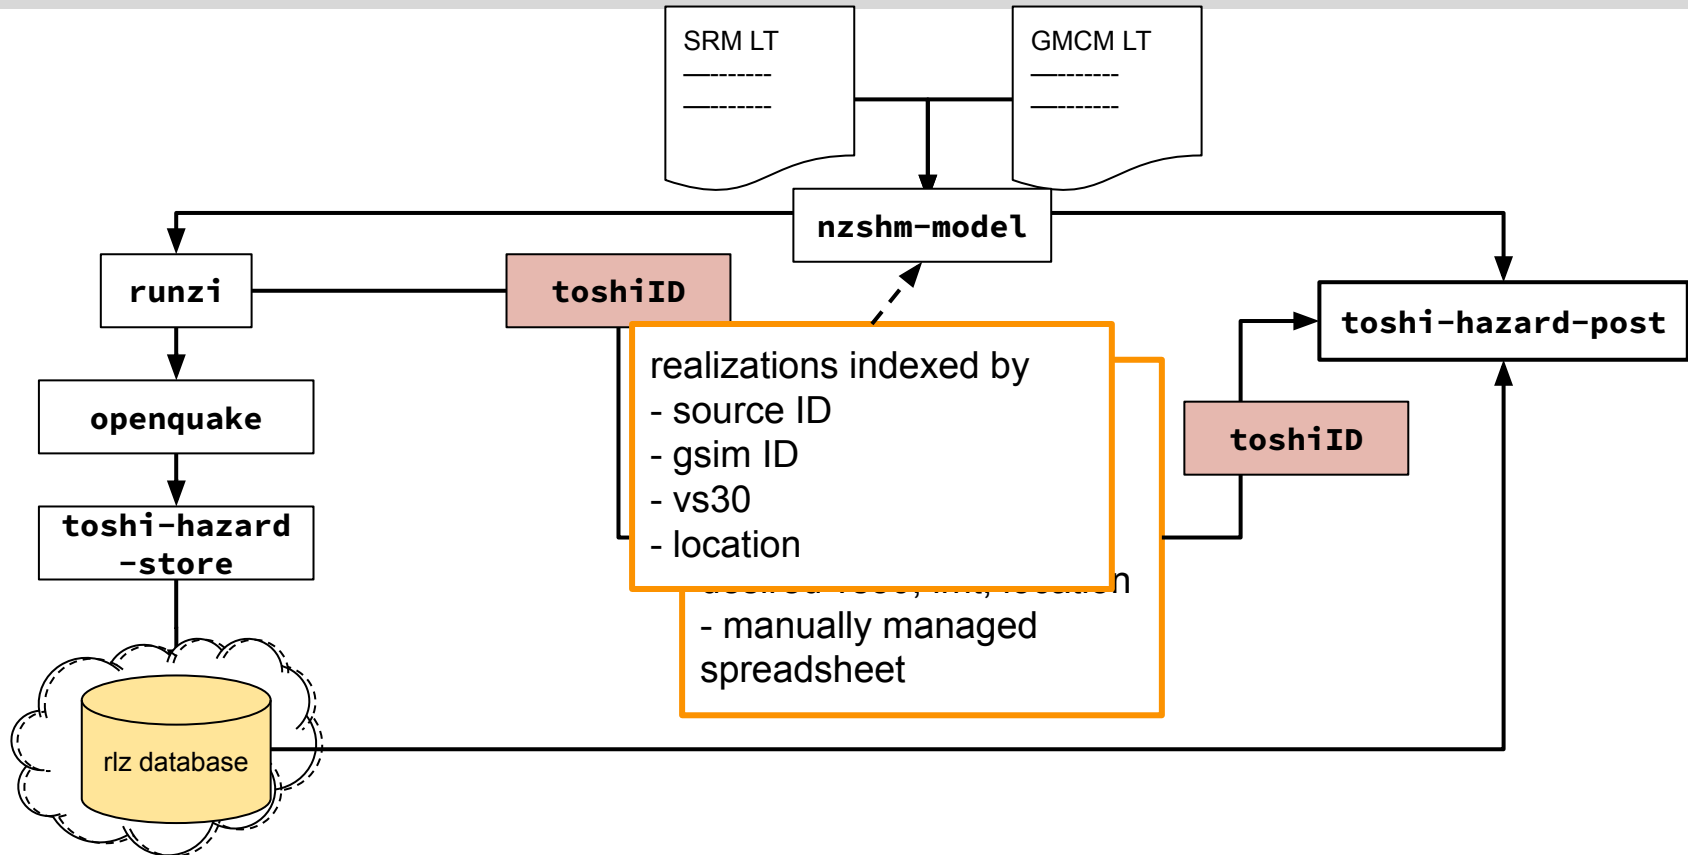 SRM LT
GMCM LT
nzshm-model
runzi
toshiID
toshi-hazard-post
realizations indexed by
- source ID
- gsim ID
- vs30
- location
openquake
toshiID
toshi-hazard
-store
- manually managed
spreadsheet
rlz database